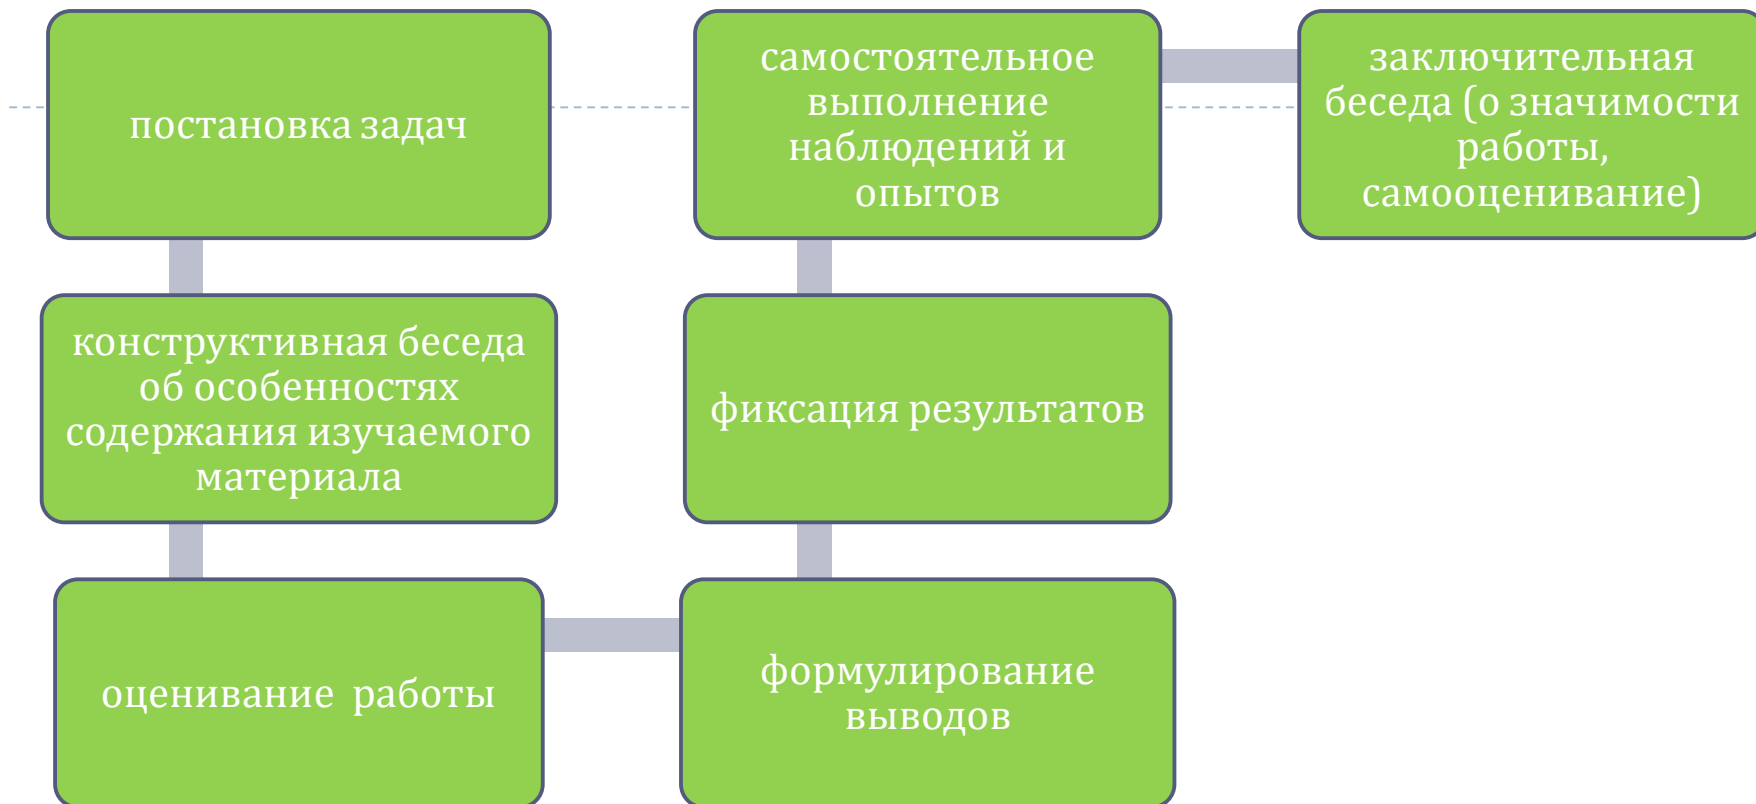 постановка задач
конструктивная беседа
об особенностях
содержания изучаемого
материала
оценивание  работы
формулирование
выводов
фиксация результатов
самостоятельное
выполнение
наблюдений и
опытов
заключительная
беседа (о значимости
работы,
самооценивание)